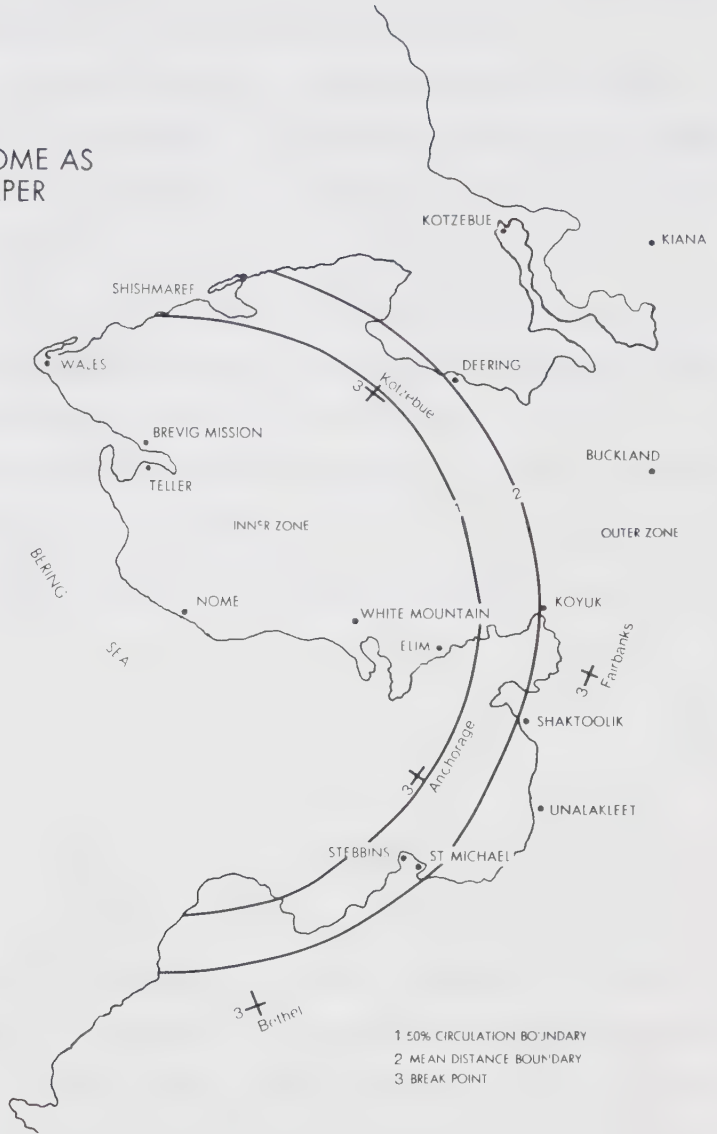 OME AS
PER
KOTZEBUE
KIANA
SHISHMAREF
WALES
DEERING
Kotzebue
3
BREVIG MISSION
BUCKLAND
TELLER
2
1
INNER ZONE
OUTER ZONE
BERING
SEA
NOME
WHITE MOUNTAIN
KOYUK
ELIM
3
Fairbanks
SHAKTOOLIK
Anchorage
3
UNALAKLEET
STEBBINS
ST MICHAEL
3
Bethel
1 50% CIRCULATION BOUNDARY
2 MEAN DISTANCE BOUNDARY
3 BREAK POINT